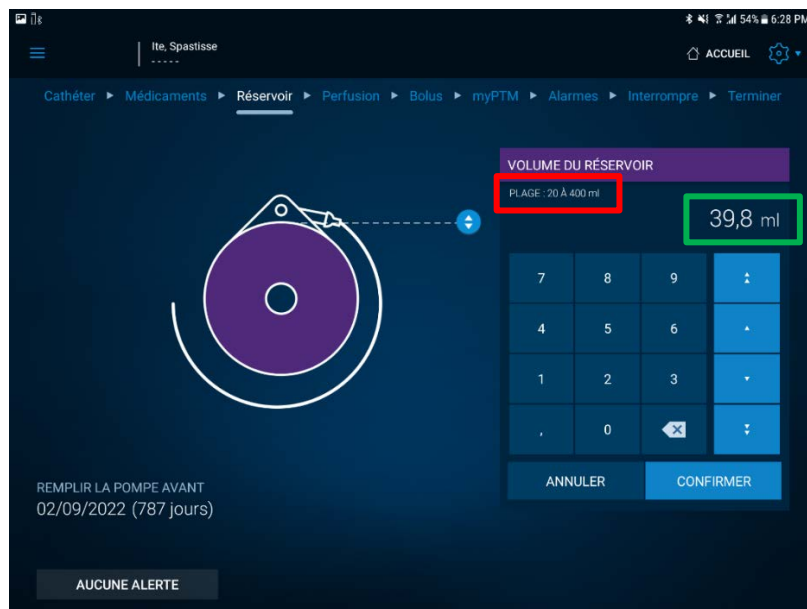 54% 6:28 PM
Ite, Spastisse
-----
ACCUEIL
Cathéter ► Médicaments ► Réservoir ► Perfusion ► Bolus ► myPTM ► Alarmes ► Interrompre ► Terminer
VOLUME DU RÉSERVOIR
PLAGE : 20 À 400 ml
39,8 ml
7 8 9
4 5 6
1 2 3
, 0
ANNULER CONFIRMER
REMPLIR LA POMPE AVANT
02/09/2022 (787 jours)
AUCUNE ALERTE